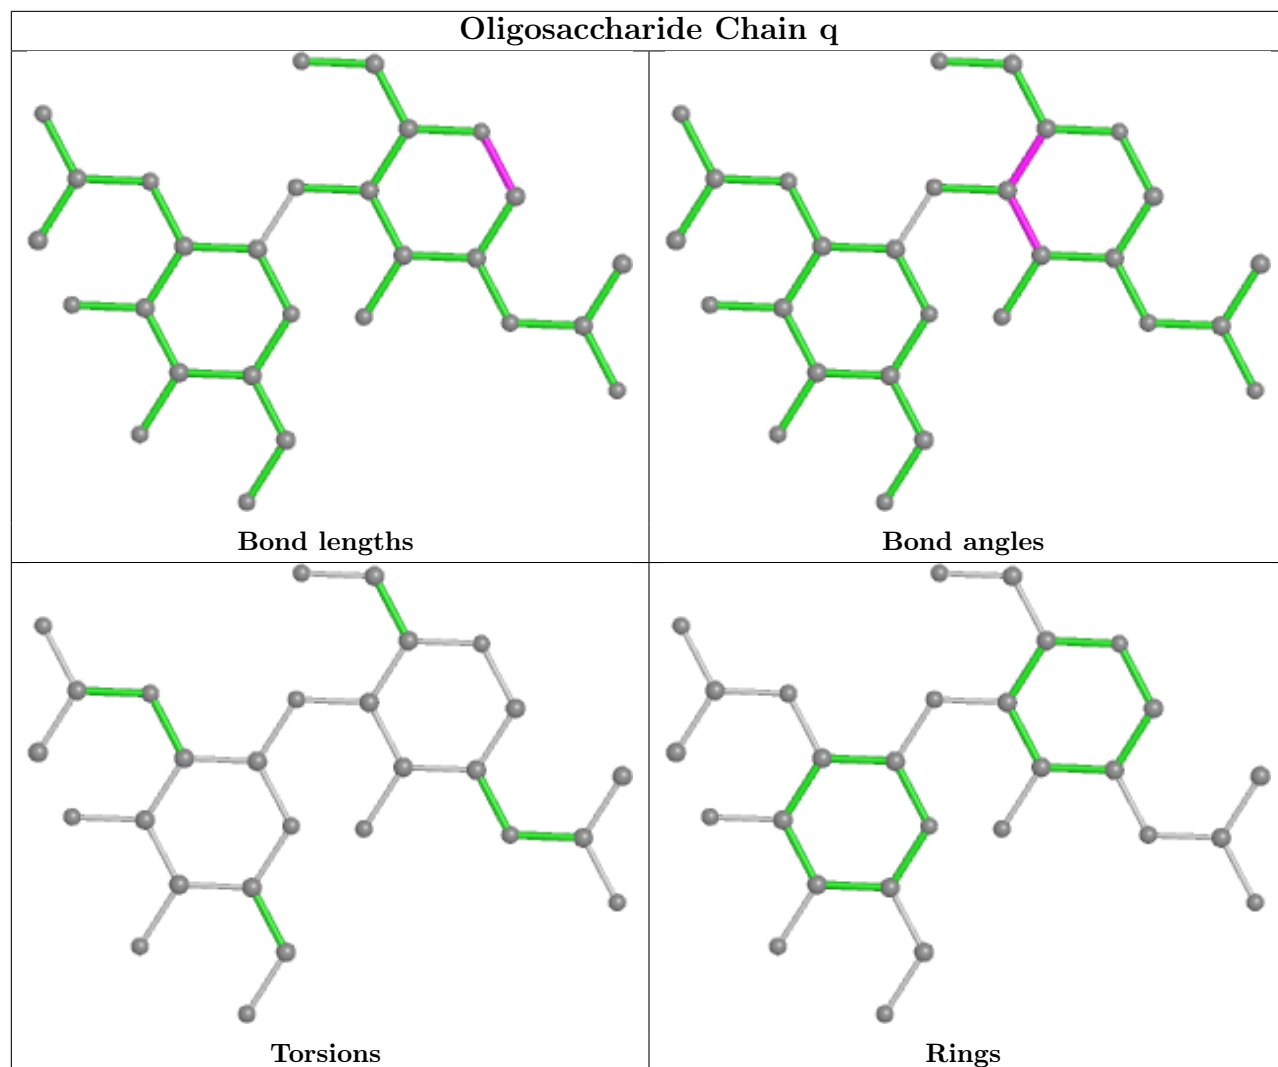 Oligosaccharide Chain q
Bond lengths
Bond angles
Torsions
Rings